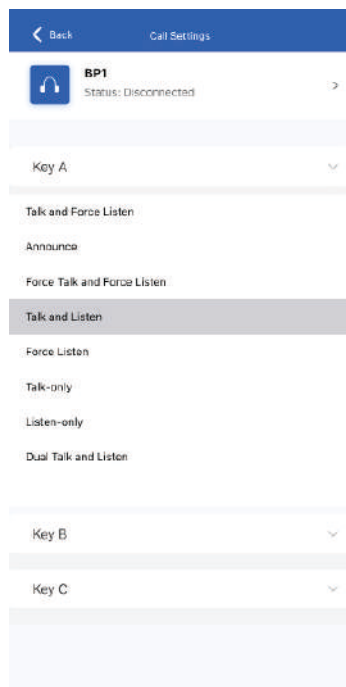 Back
Call Settings
BP1
Status: Disconnected
Key A
Talk and Force Listen
Announce
Force Talk and Force Listen
Talk and Listen
Force Listen
Talk-only
Listen-only
Dual Talk and Listen
Key B
Key C